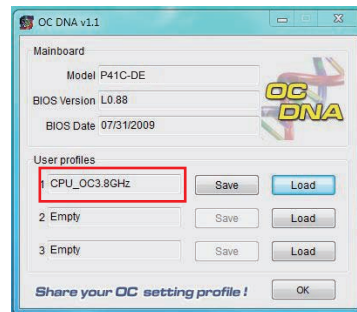 OC DNA v1.1
Mainboard
Model P41C-DE
BIOS Version L0.88
BIOS Date 07/31/2009
OC
DNA
User profiles
1 CPU_OC3.8GHz Save Load
2 Empty Save Load
3 Empty Save Load
Share your OC setting profile! OK